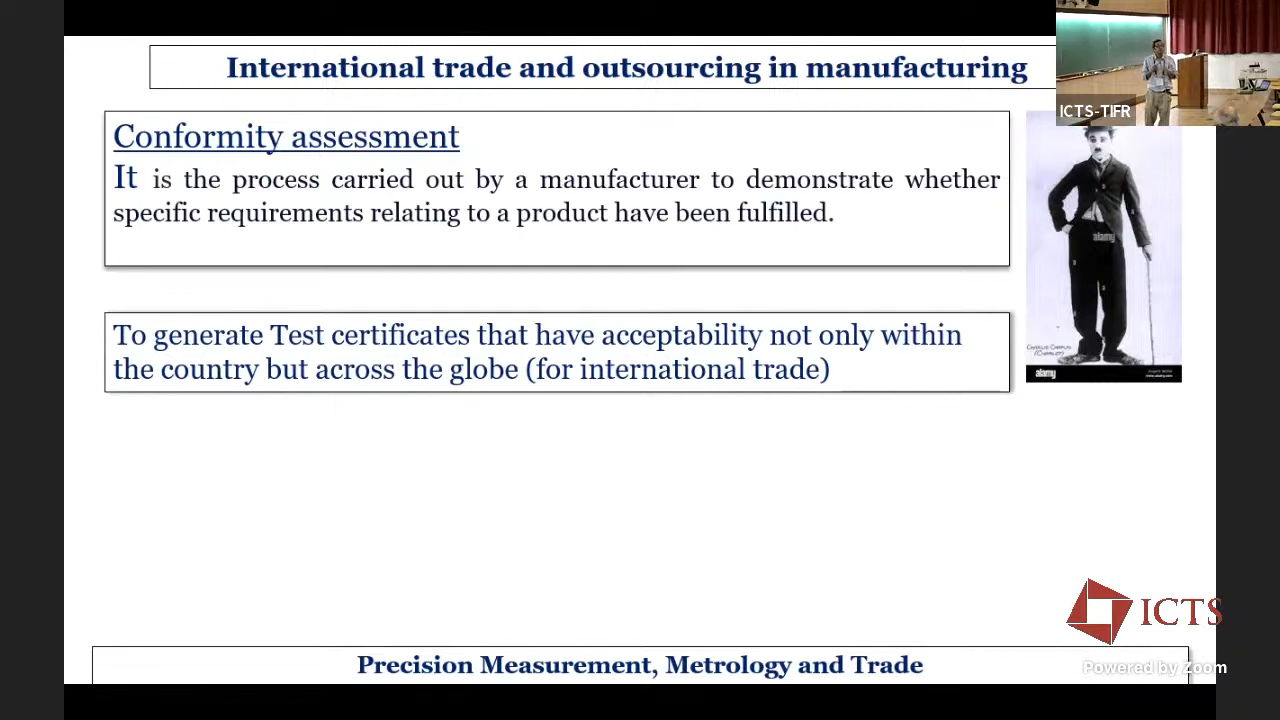 International trade and outsourcing in manufacturing
ICTS-TIFR
Conformity assessment
It is the process carried out by a manufacturer to demonstrate whether
specific requirements relating to a product have been fulfilled.
alamy
CHARLIE CHAPLIN
(CHARLOT)
alamy
To generate Test certificates that have acceptability not only within
the country but across the globe (for international trade)
ICTS
Precision Measurement, Metrology and Trade
Powered by Zoom